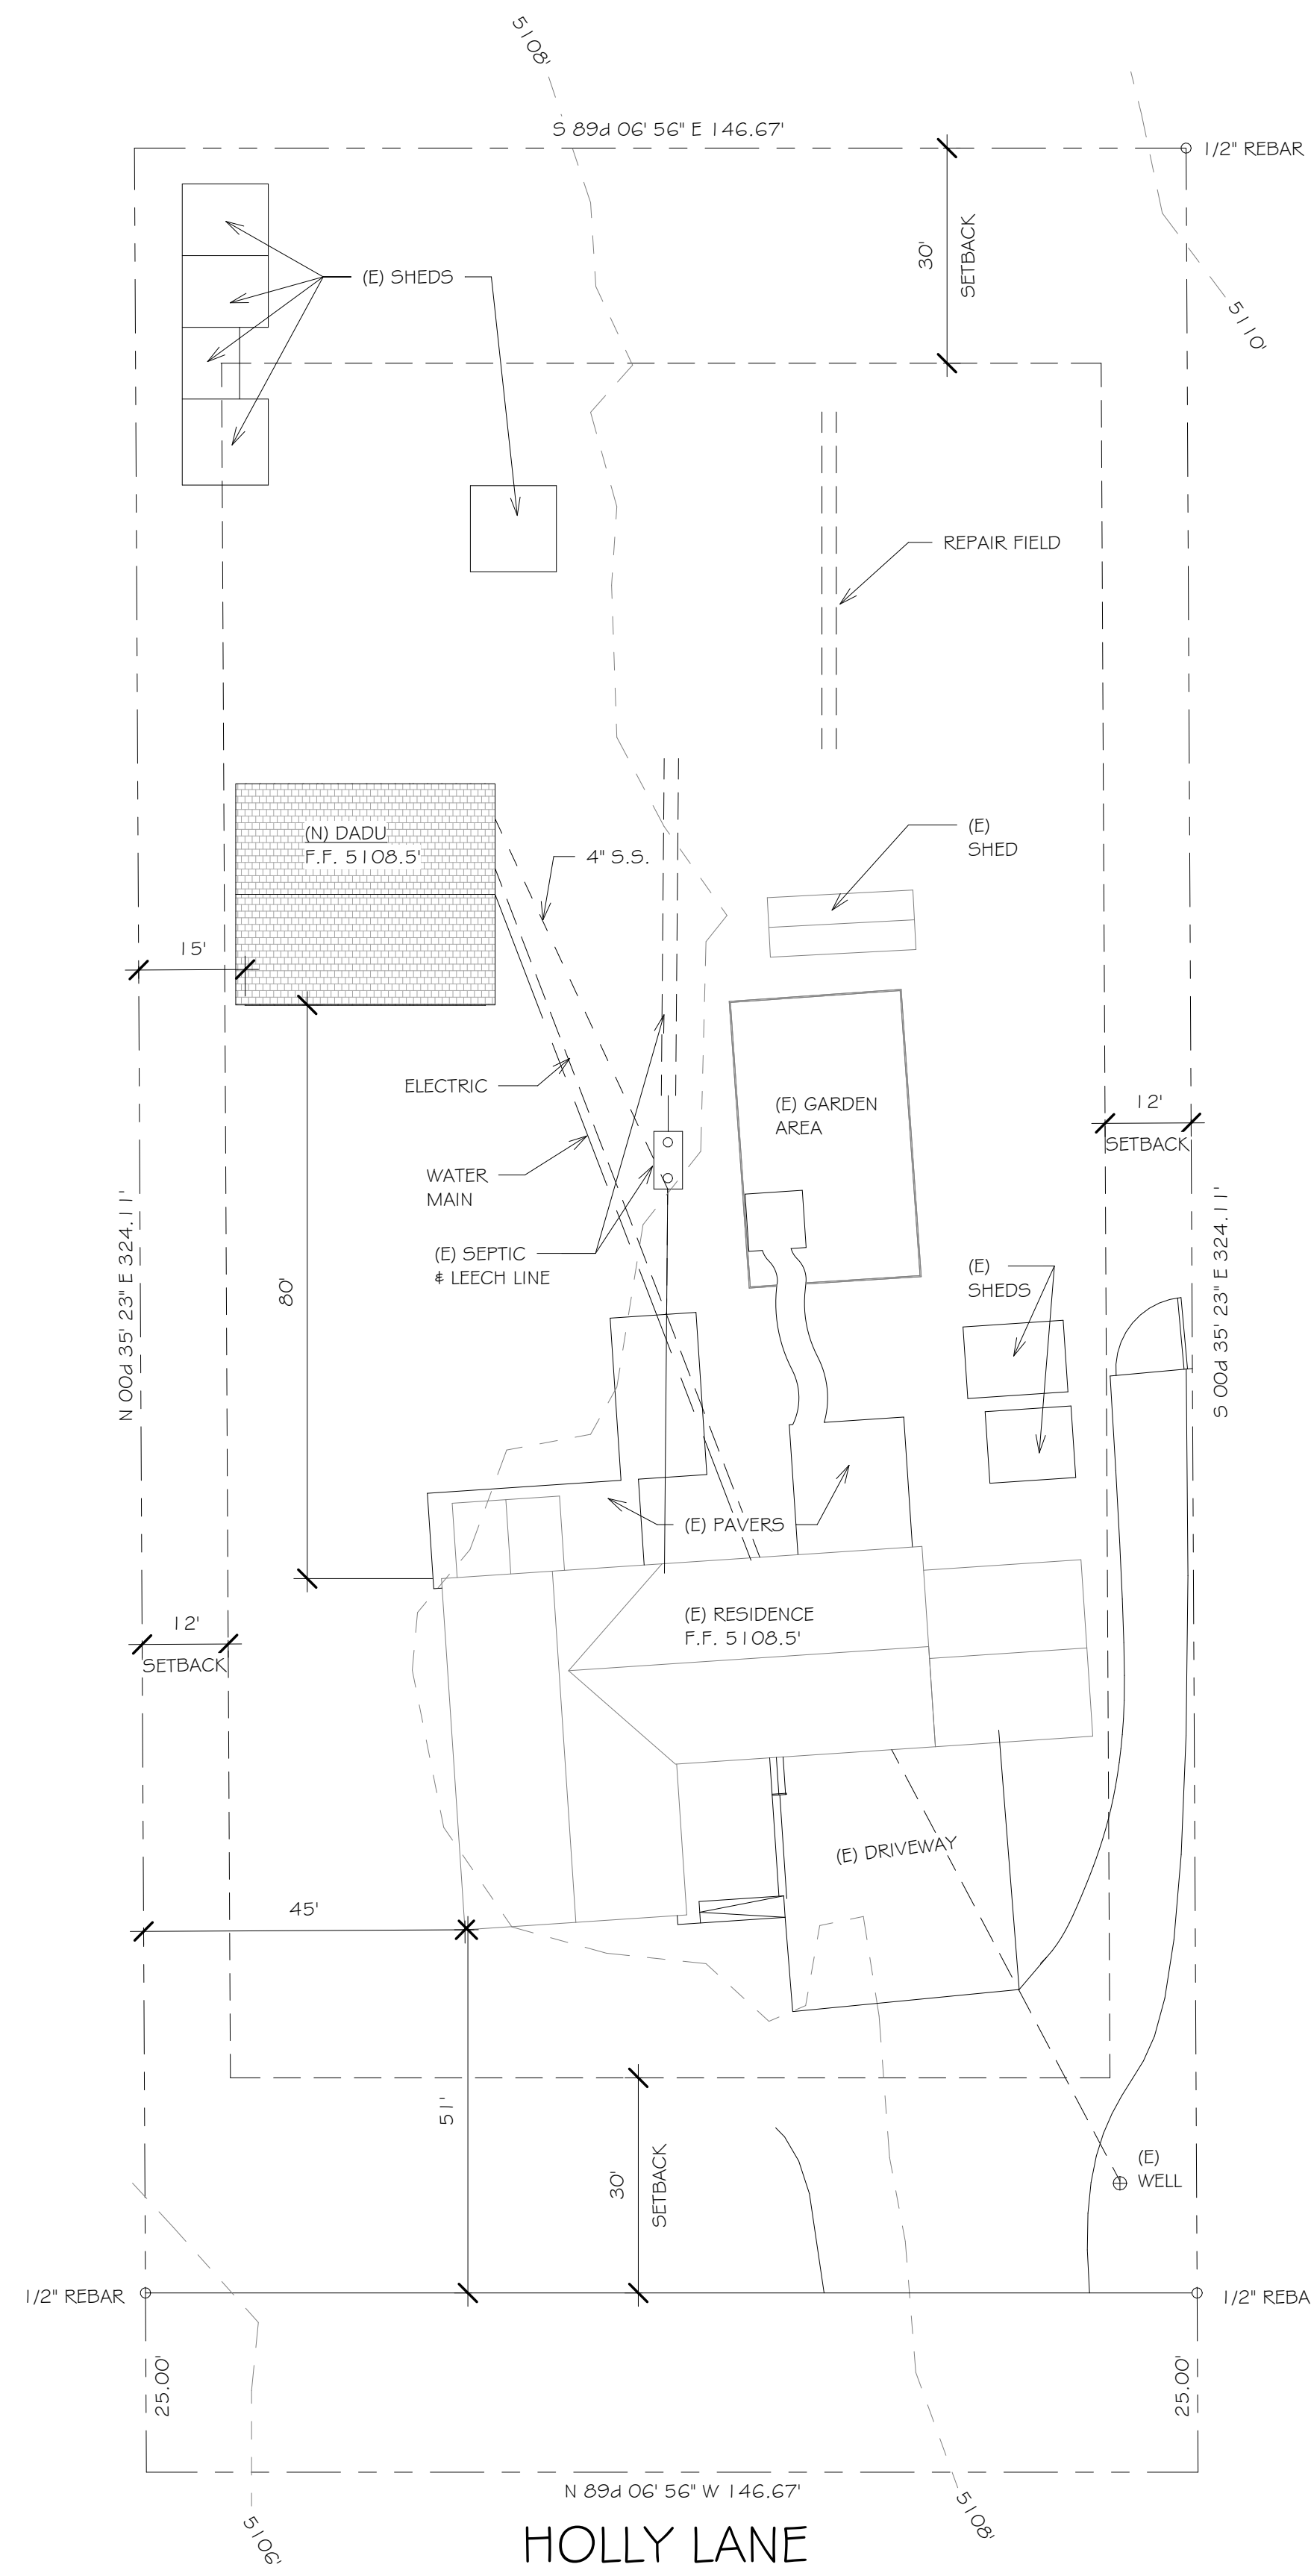 5108'
S 89d 06' 56" E 146.67'
1/2" REBAR
30'
SETBACK
(E) SHEDS
5110'
REPAIR FIELD
(N) DADU
F.F. 5108.5'
4" S.S.
(E)
SHED
15'
ELECTRIC
(E) GARDEN
AREA
12'
SETBACK
WATER
MAIN
N 00d 35' 23" E 324.11'
S 00d 35' 23" E 324.11'
(E) SEPTIC
& LEECH LINE
80'
(E)
SHEDS
(E) PAVERS
(E) RESIDENCE
F.F. 5108.5'
12'
SETBACK
(E) DRIVEWAY
45'
51'
30'
SETBACK
(E)
WELL
1/2" REBAR
1/2" REBA
25.00'
25.00'
N 89d 06' 56" W 146.67'
5106'
5108'
HOLLY LANE